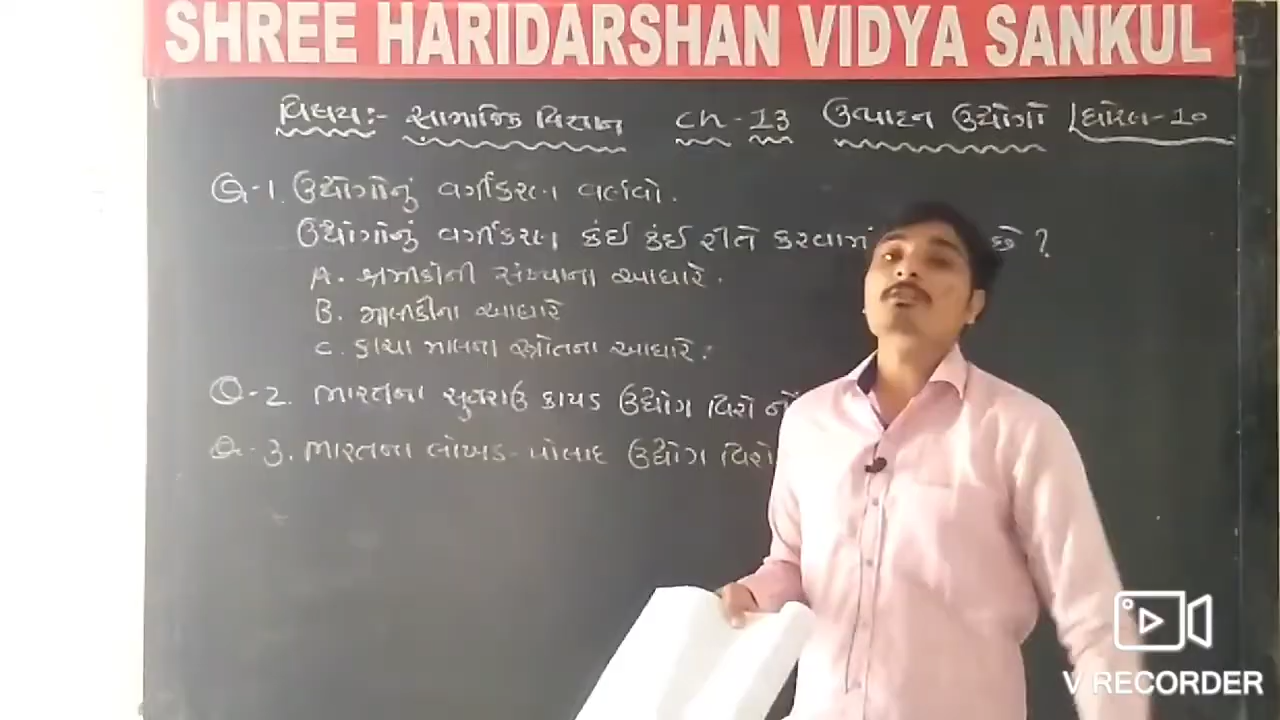 SHREE HARIDARSHAN VIDYA SANKUL
વિષય:- સામાજિક વિજ્ઞાન ch-13 ઉત્પાદન ઉદ્યોગો ધોરણ-10
Q-1. ઉદ્યોગોનું વર્ગીકરણ વર્ણવો.
ઉદ્યોગોનું વર્ગીકરણ કંઈ કંઈ રીતે કરવામાં છે ?
A. શ્રમીકોની સંખ્યાના આધારે.
B. માલીકીના આધારે
C. કાચા માલના સ્ત્રોતના આધારે.
Q-2. ભારતના સુતરાઉ કાપડ ઉદ્યોગ વિશે
Q-3. ભારતના લોખંડ-પોલાદ ઉદ્યોગ વિશે
V RECORDER